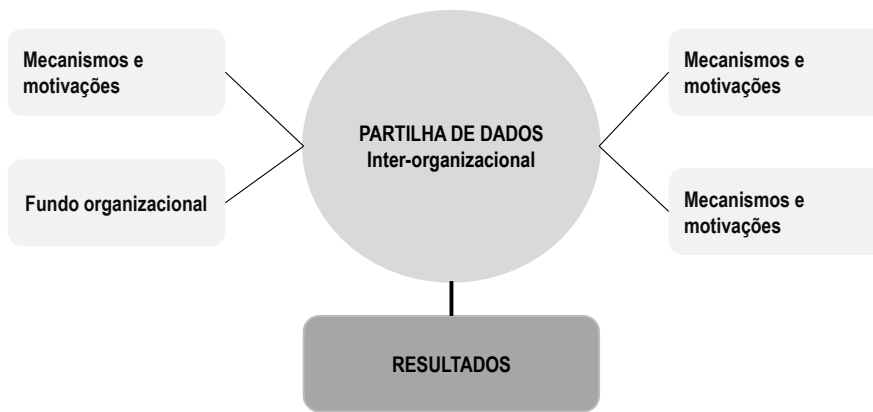 Mecanismos e
motivações
Fundo organizacional
PARTILHA DE DADOS
Inter-organizacional
Mecanismos e
motivações
Mecanismos e
motivações
RESULTADOS